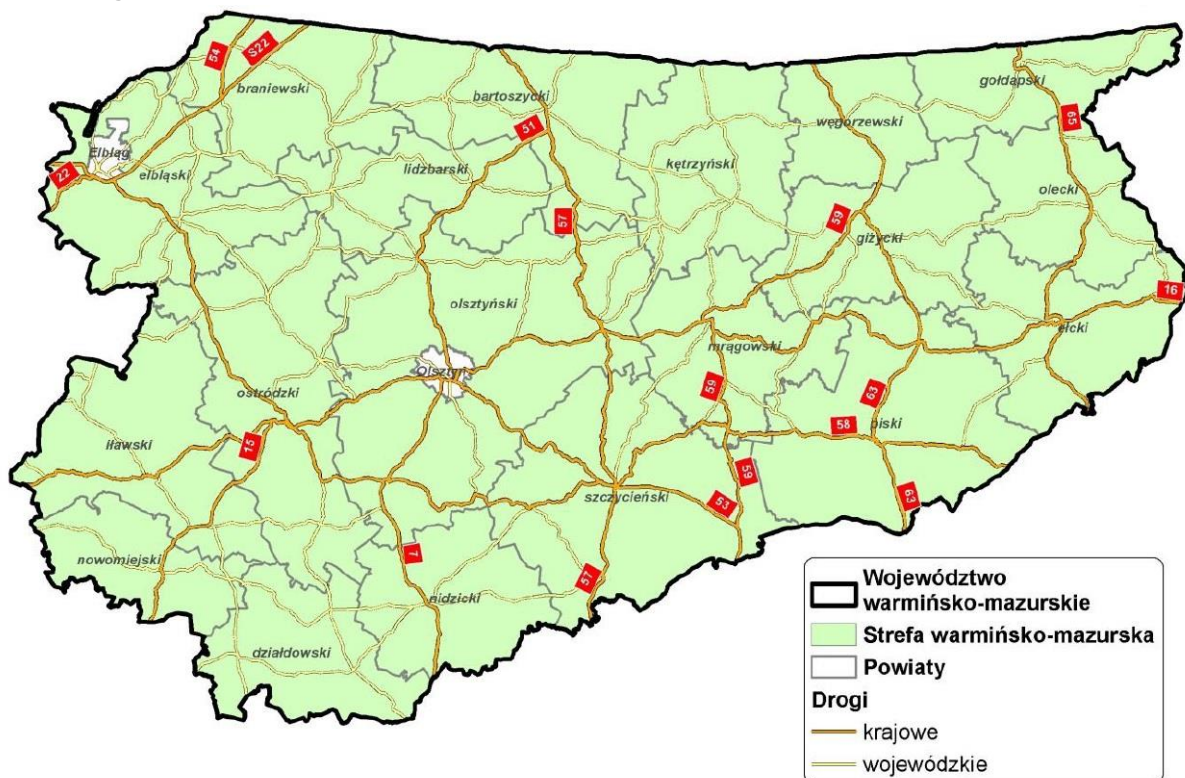 54
S22
braniewski
bartoszycki
gołdapski
51
65
węgorzewski
Elbląg
kętrzyński
22
elbląski
lidzbarski
olecki
57
59
giżycki
olsztyński
16
ełcki
mrągowski
Olsztyn
ostródzki
59
63
58
piski
iławski
15
59
szczycieński
53
63
nowomiejski
7
57
nidzicki
działdowski
Województwo
warmińsko-mazurskie
Strefa warmińsko-mazurska
Powiaty
Drogi
krajowe
wojewódzkie